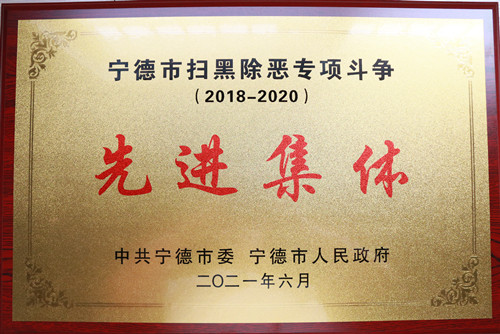 宁德市扫黑除恶专项斗争
（2018-2020）
先进集体
中共宁德市委 宁德市人民政府
二〇二一年六月